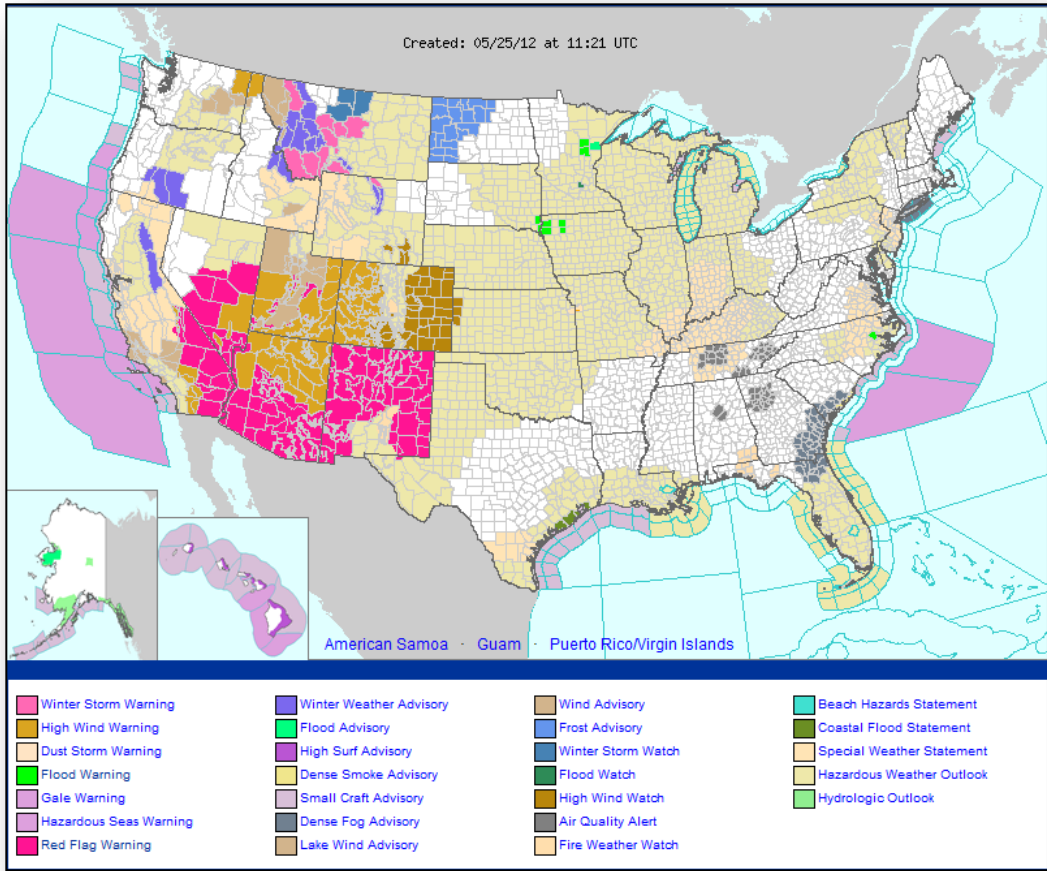 Created: 05/25/12 at 11:21 UTC
American Samoa - Guam - Puerto Rico/Virgin Islands
Winter Storm Warning
High Wind Warning
Dust Storm Warning
Flood Warning
Gale Warning
Hazardous Seas Warning
Red Flag Warning
Winter Weather Advisory
Flood Advisory
High Surf Advisory
Dense Smoke Advisory
Small Craft Advisory
Dense Fog Advisory
Lake Wind Advisory
Wind Advisory
Frost Advisory
Winter Storm Watch
Flood Watch
High Wind Watch
Air Quality Alert
Fire Weather Watch
Beach Hazards Statement
Coastal Flood Statement
Special Weather Statement
Hazardous Weather Outlook
Hydrologic Outlook